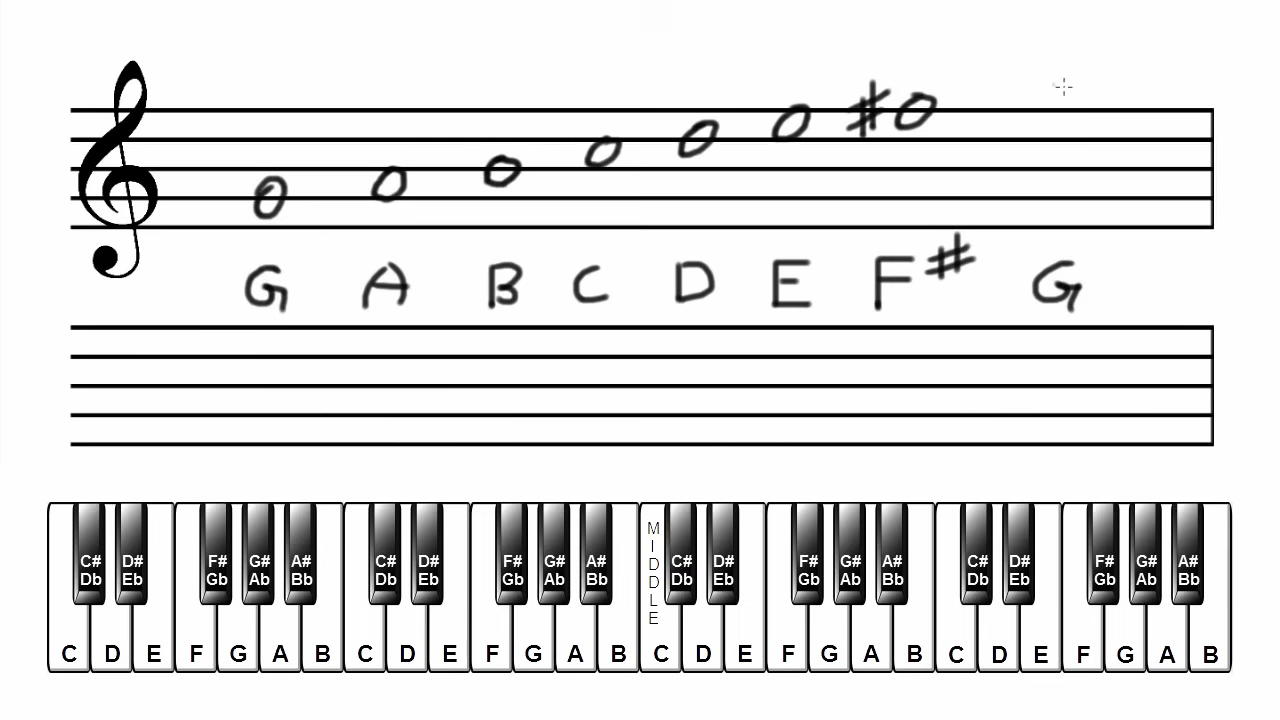 G A B C D E F# G
MIDDLE
C# D# F# G# A# C# D# F# G# A# C# D# F# G# A# C# D# F# G# A#
Db Eb Gb Ab Bb Db Eb Gb Ab Bb Db Eb Gb Ab Bb Db Eb Gb Ab Bb
C D E F G A B C D E F G A B C D E F G A B C D E F G A B